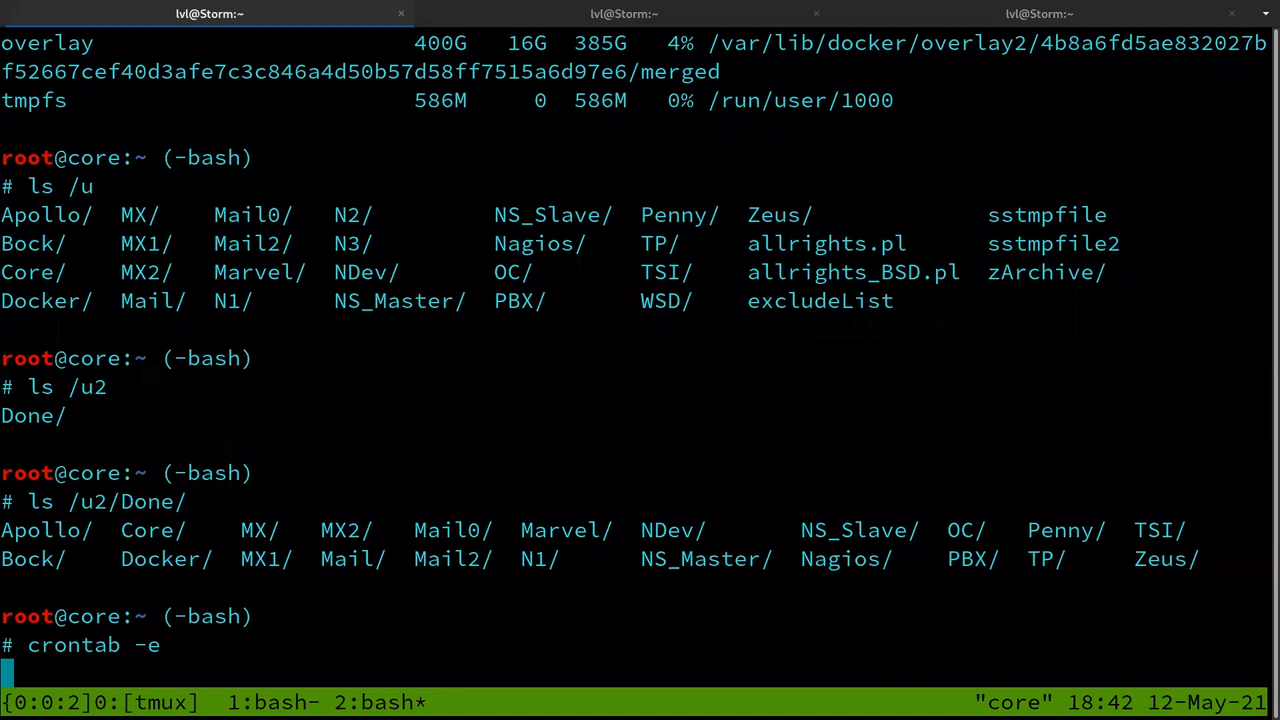 lvl@Storm:~ × lvl@Storm:~ × lvl@Storm:~ ×
overlay 400G 16G 385G 4% /var/lib/docker/overlay2/4b8a6fd5ae832027b
f52667cef40d3afe7c3c846a4d50b57d58ff7515a6d97e6/merged
tmpfs 586M 0 586M 0% /run/user/1000
root@core:~ (-bash)
# ls /u
Apollo/ MX/ Mail0/ N2/ NS_Slave/ Penny/ Zeus/ sstmpfile
Bock/ MX1/ Mail2/ N3/ Nagios/ TP/ allrights.pl sstmpfile2
Core/ MX2/ Marvel/ NDev/ OC/ TSI/ allrights_BSD.pl zArchive/
Docker/ Mail/ N1/ NS_Master/ PBX/ WSD/ excludeList
root@core:~ (-bash)
# ls /u2
Done/
root@core:~ (-bash)
# ls /u2/Done/
Apollo/ Core/ MX/ MX2/ Mail0/ Marvel/ NDev/ NS_Slave/ OC/ Penny/ TSI/
Bock/ Docker/ MX1/ Mail/ Mail2/ N1/ NS_Master/ Nagios/ PBX/ TP/ Zeus/
root@core:~ (-bash)
# crontab -e
{0:0:2}0:[tmux] 1:bash- 2:bash* "core" 18:42 12-May-21